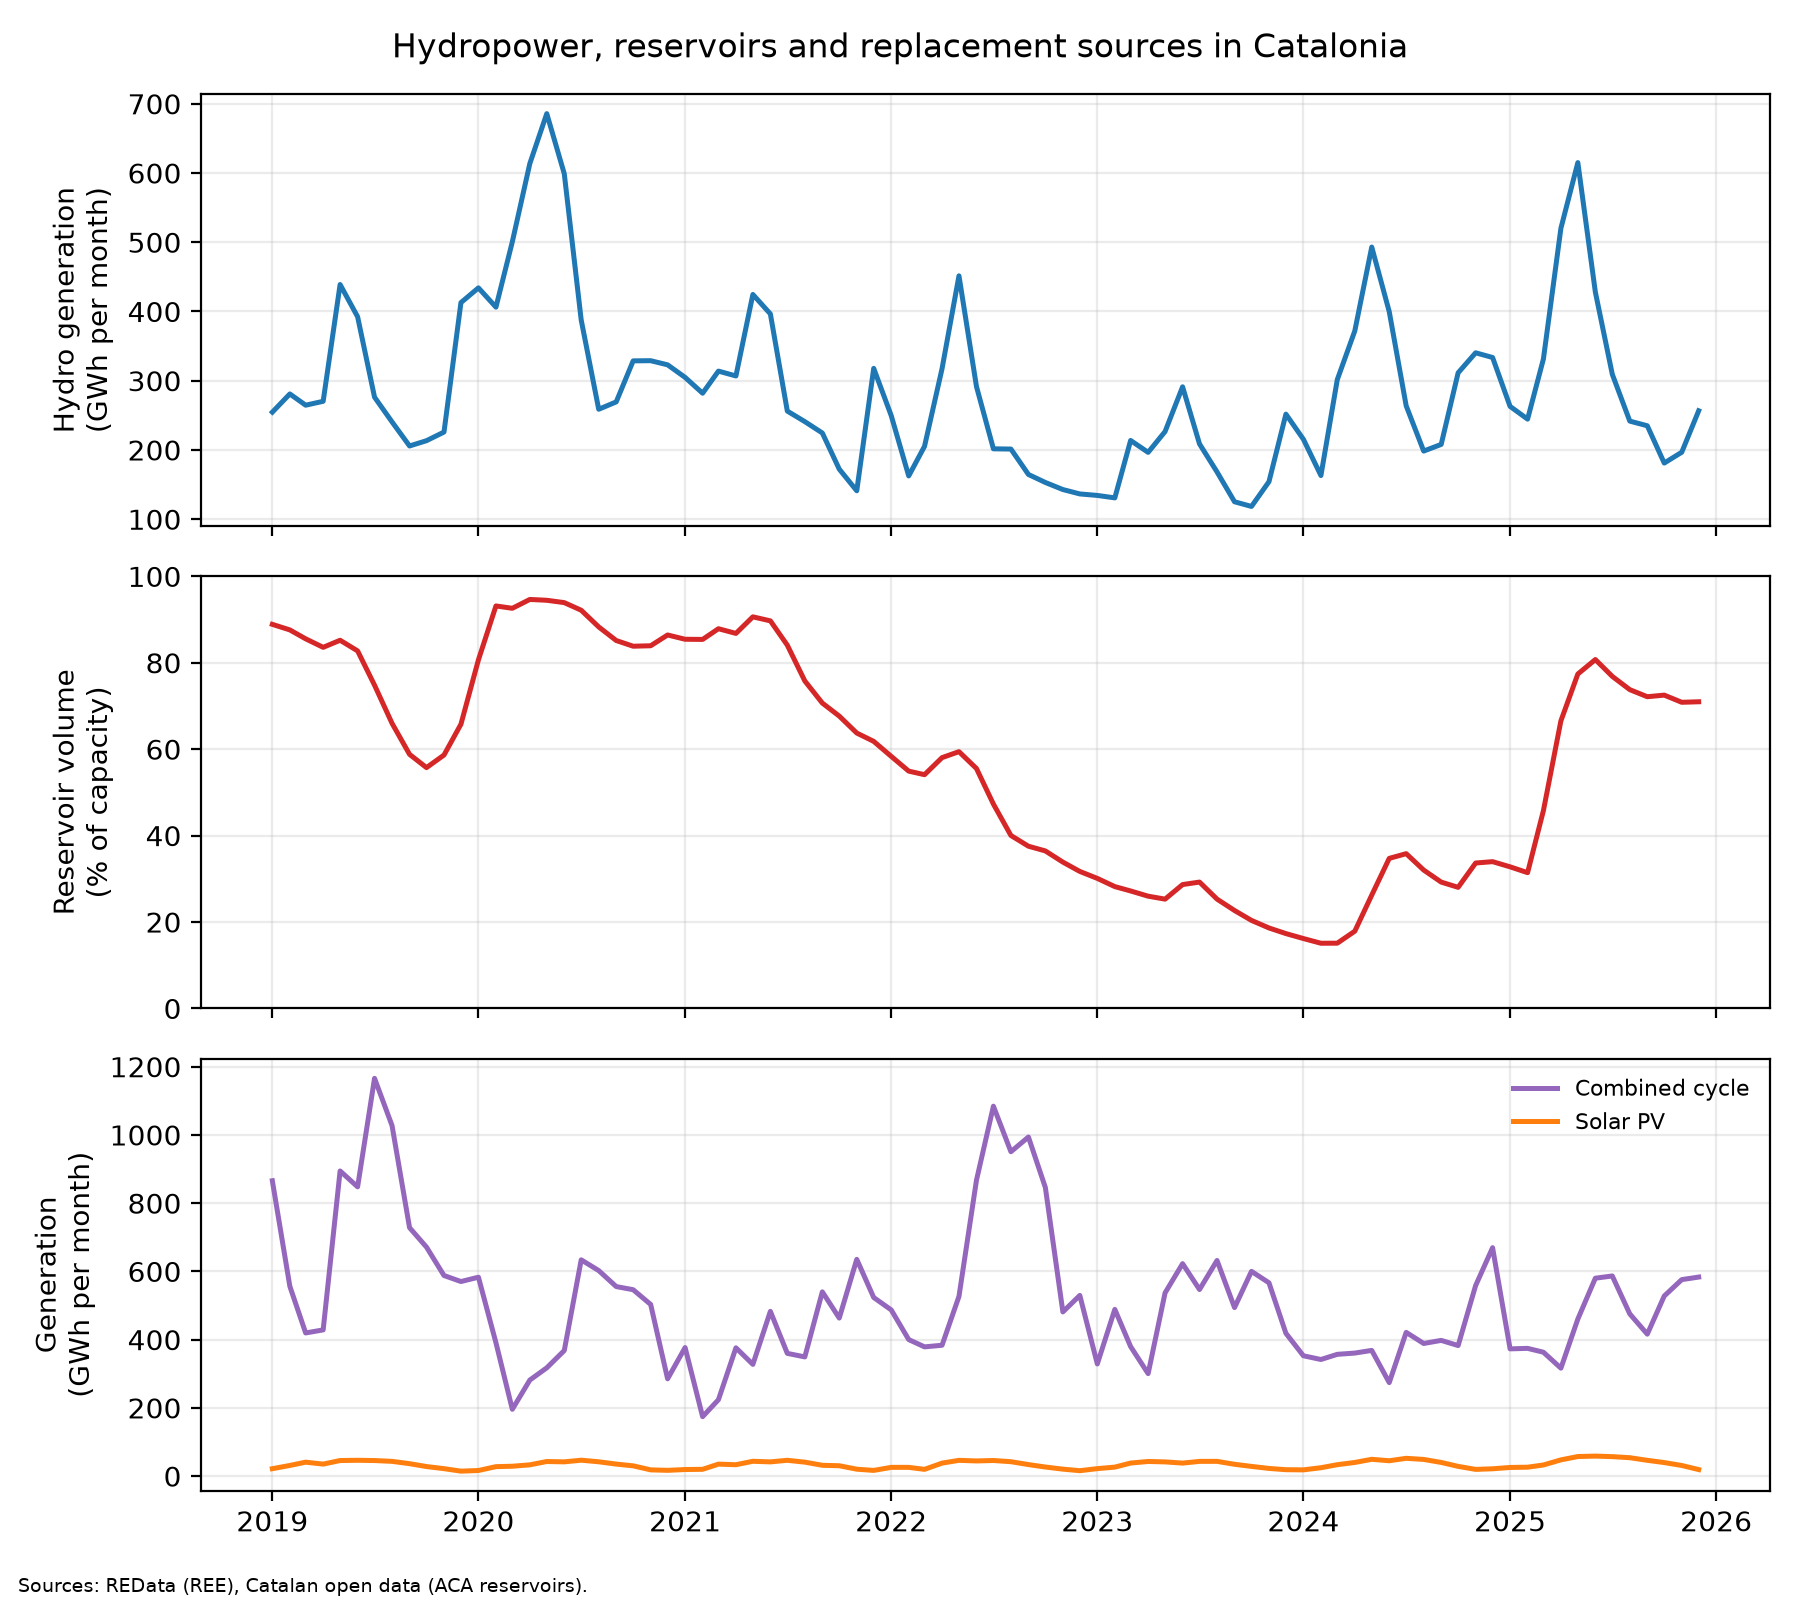 Hydropower, reservoirs and replacement sources in Catalonia
Hydro generation
(GWh per month)
700
600
500
400
300
200
100
Reservoir volume
(% of capacity)
100
80
60
40
20
0
Generation
(GWh per month)
1200
1000
800
600
400
200
0
Combined cycle
Solar PV
2019 2020 2021 2022 2023 2024 2025 2026
Sources: REData (REE), Catalan open data (ACA reservoirs).